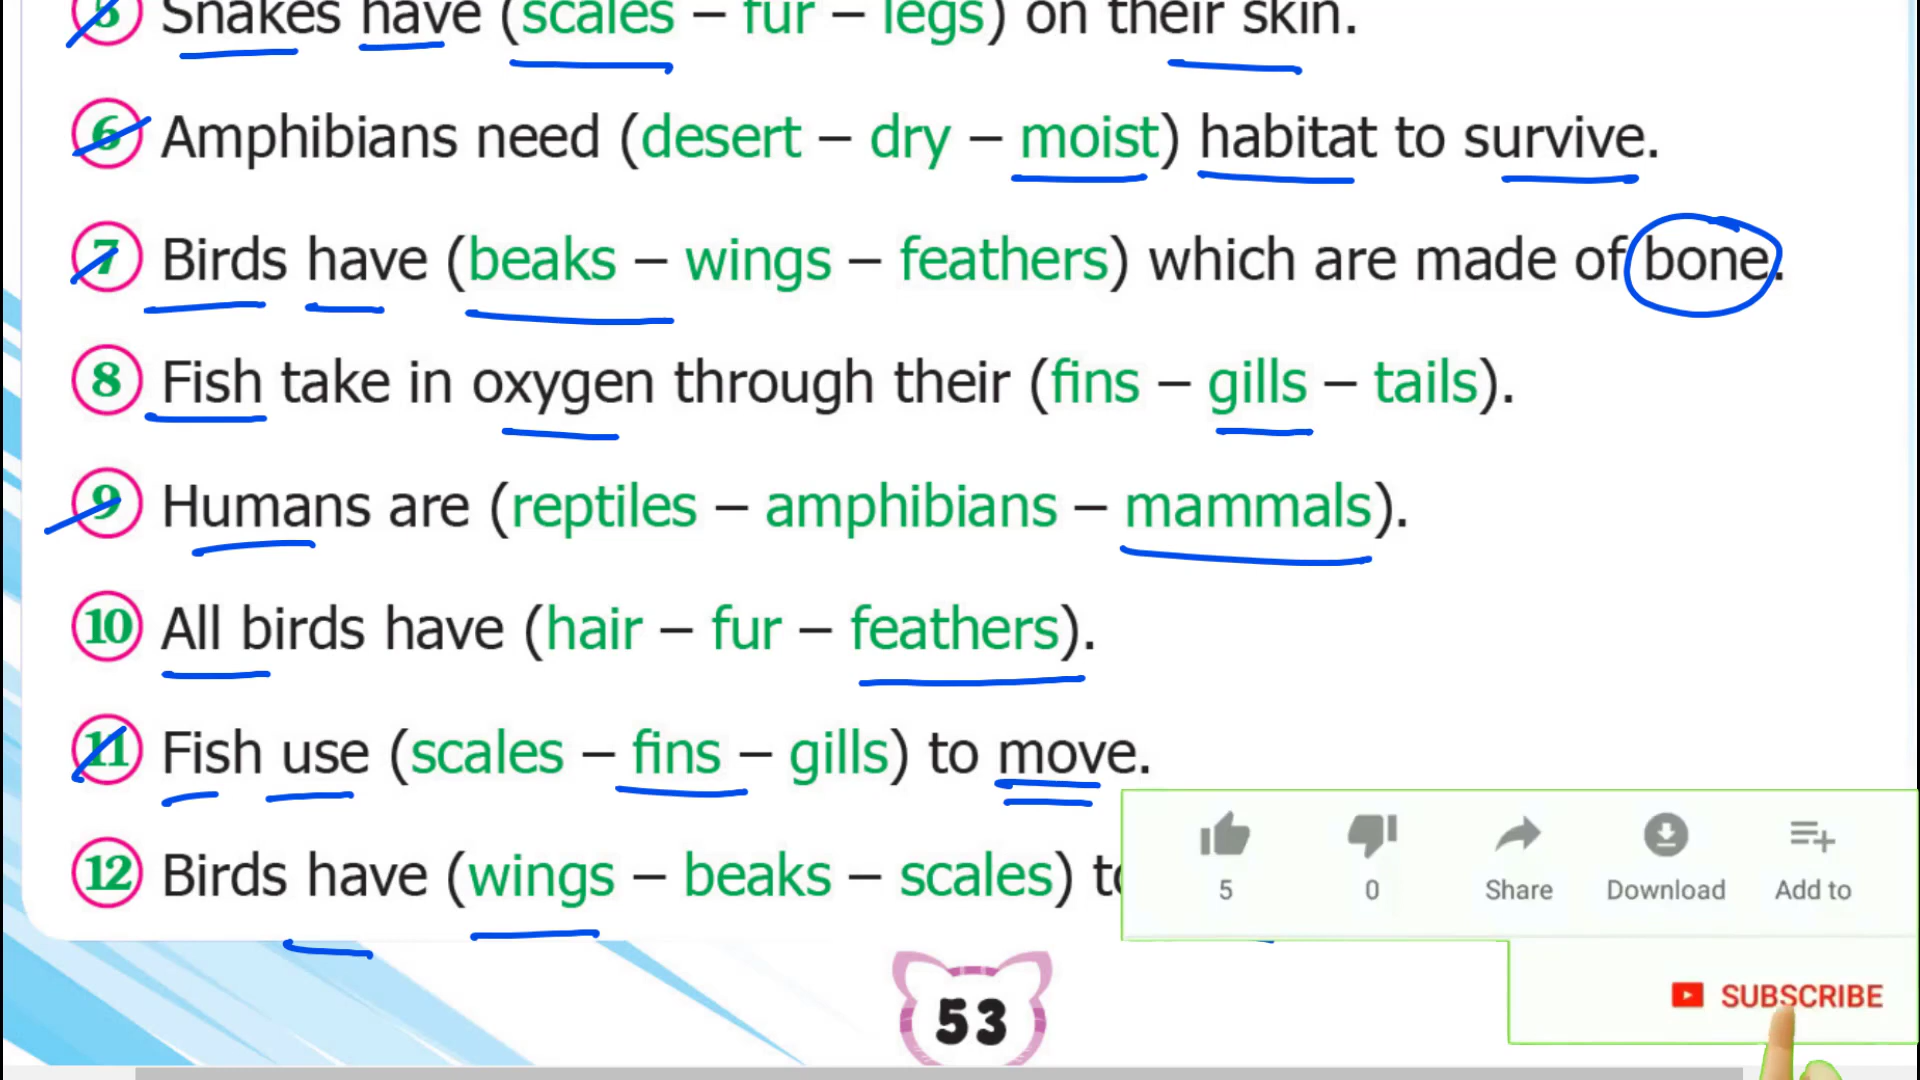 5 Snakes have (scales – fur – legs) on their skin.
6 Amphibians need (desert – dry – moist) habitat to survive.
7 Birds have (beaks – wings – feathers) which are made of bone.
8 Fish take in oxygen through their (fins – gills – tails).
9 Humans are (reptiles – amphibians – mammals).
10 All birds have (hair – fur – feathers).
11 Fish use (scales – fins – gills) to move.
12 Birds have (wings – beaks – scales)
5 0 Share Download Add to
SUBSCRIBE
53